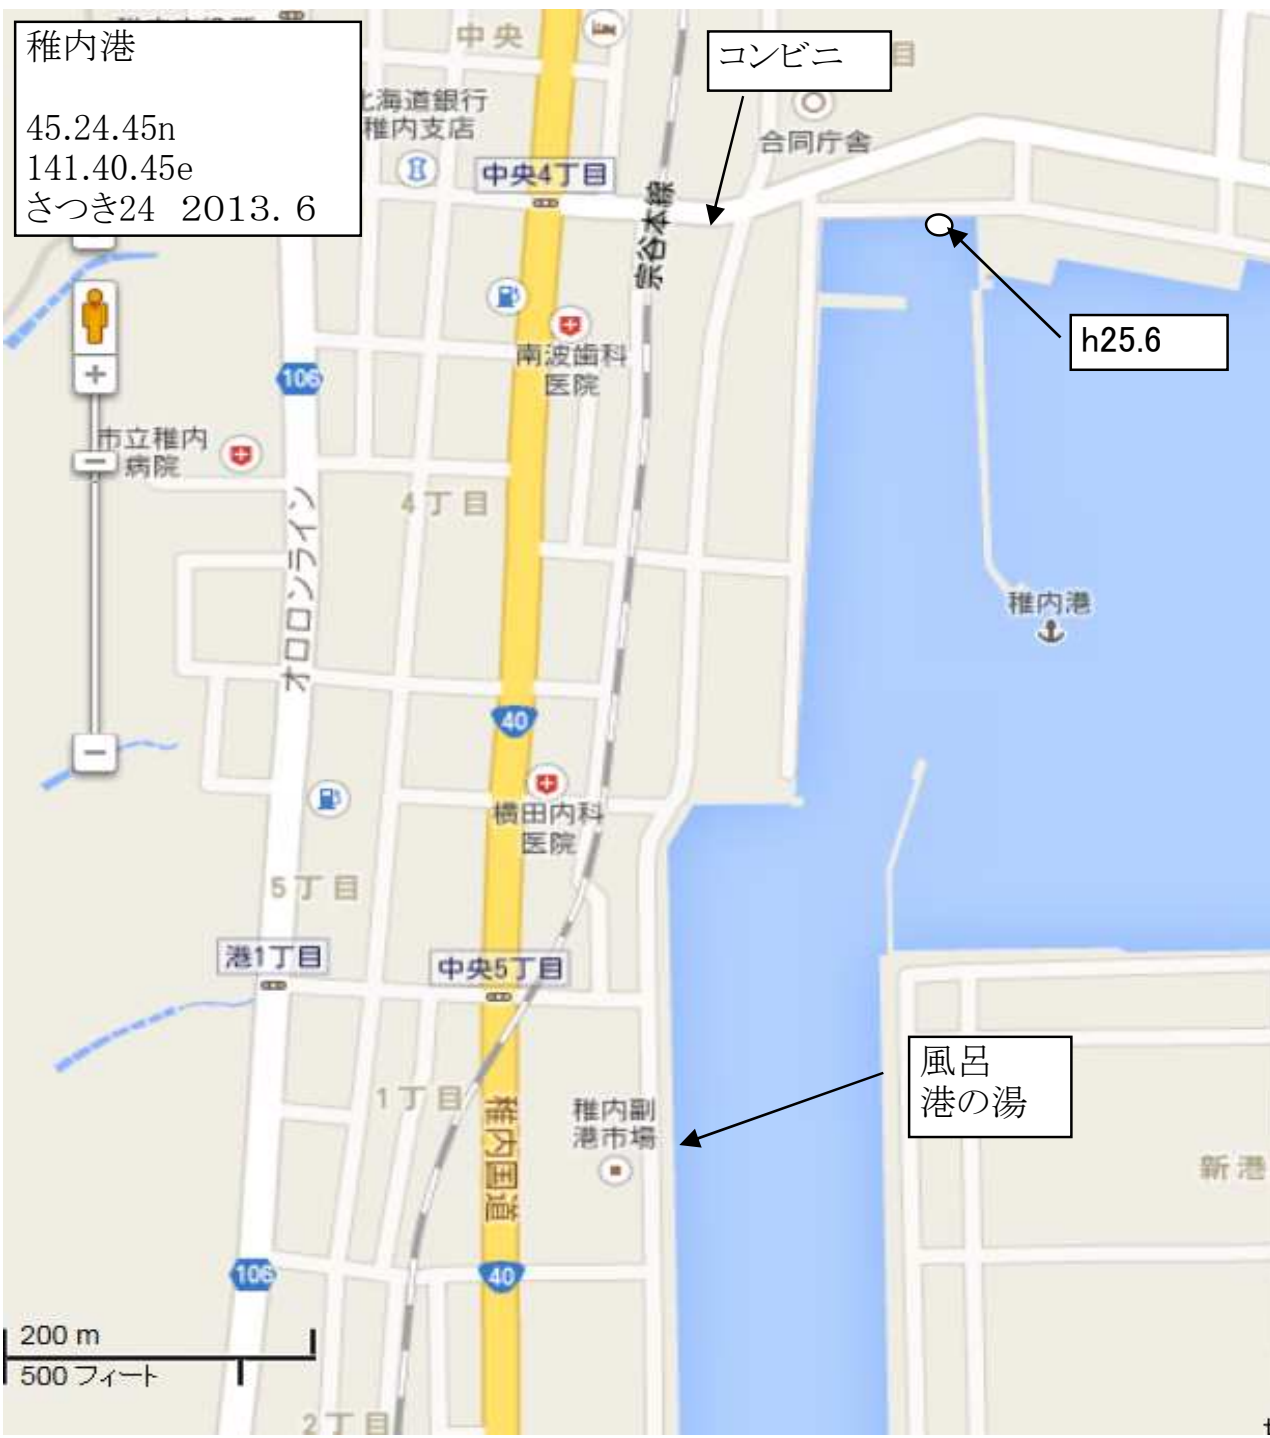 稚内港
45.24.45n
141.40.45e
さつき24 2013.6
中央
コンビニ
目
海道銀行
稚内支店
合同庁舎
中央4丁目
宗谷本線
h25.6
南波歯科
医院
106
市立稚内
病院
4丁目
オロロンライン
稚内港
40
横田内科
医院
5丁目
港1丁目
中央5丁目
風呂
港の湯
1丁目
稚内副
港市場
稚内国道
新港
106
40
200 m
500 フィート
2丁目